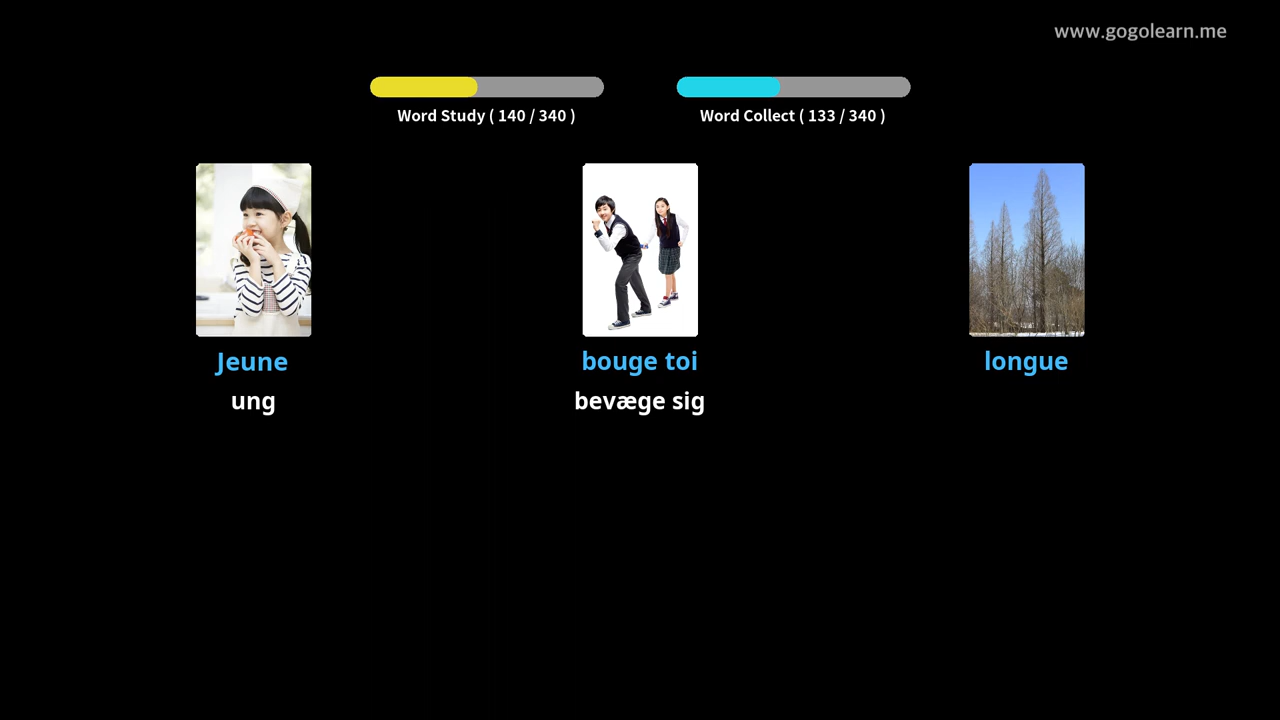 www.gogolearn.me
Word Study ( 140 / 340 )
Word Collect ( 133 / 340 )
Jeune
bouge toi
longue
ung
bevæge sig